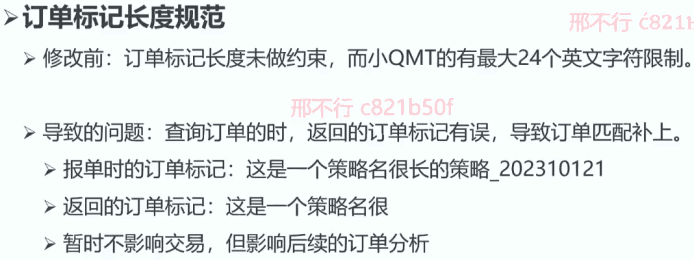 ➢订单标记长度规范
邢不行 c821
➢ 修改前：订单标记长度未做约束，而小QMT的有最大24个英文字符限制。
邢不行 c821b50f
➢ 导致的问题：查询订单的时，返回的订单标记有误，导致订单匹配补上。
➢ 报单时的订单标记：这是一个策略名很长的策略_202310121
➢ 返回的订单标记：这是一个策略名很
➢ 暂时不影响交易，但影响后续的订单分析